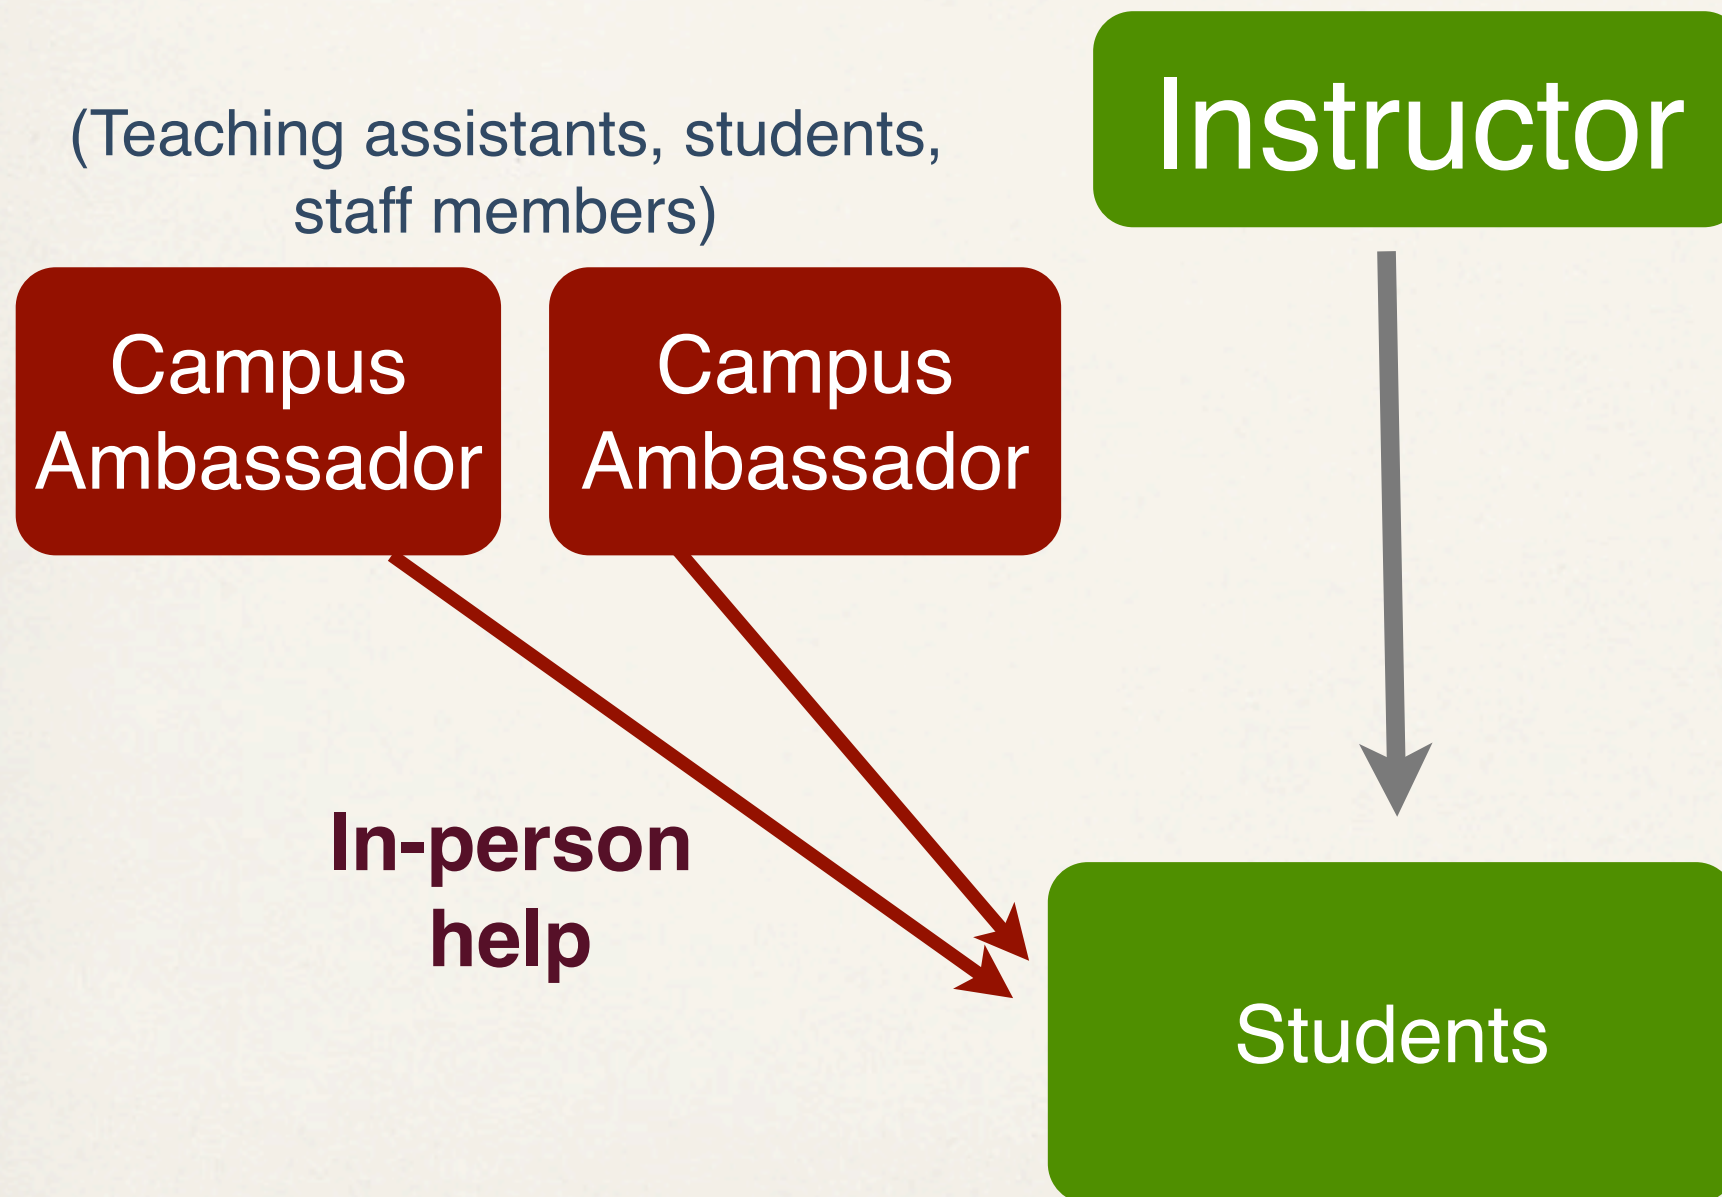 Instructor
(Teaching assistants, students,
staff members)
Campus
Ambassador
Campus
Ambassador
In-person
help
Students